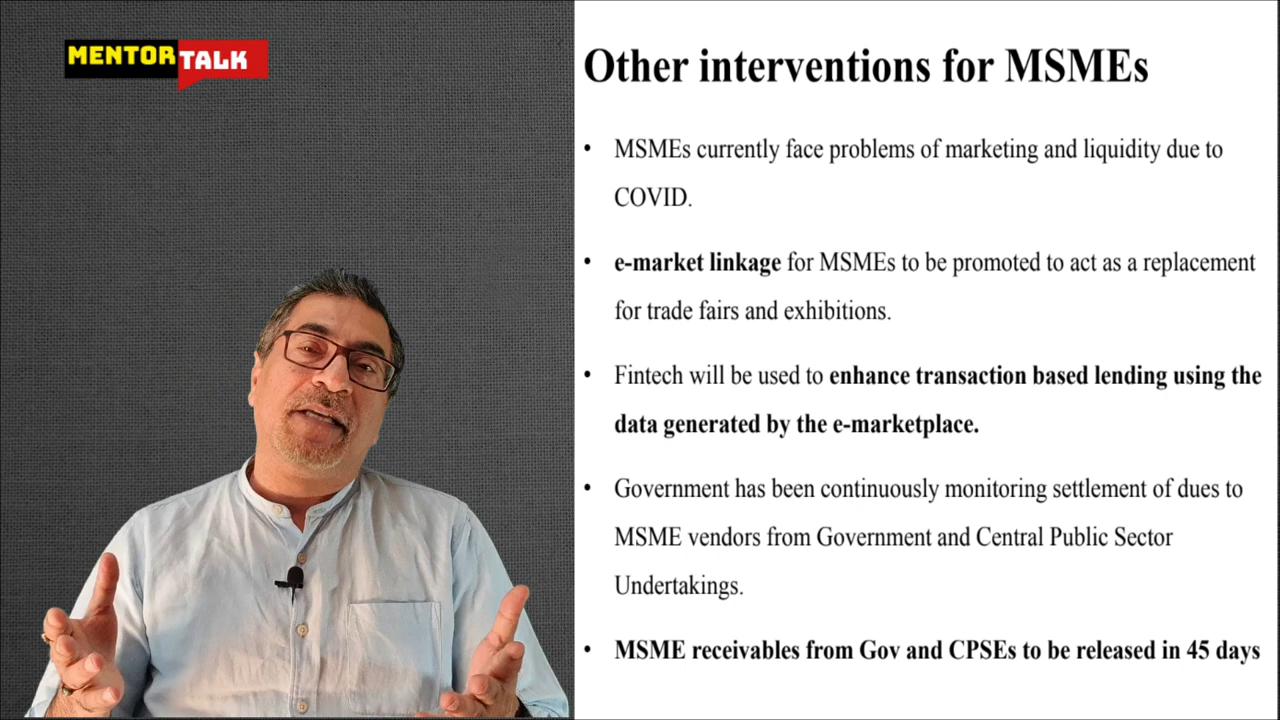 MENTOR TALK
Other interventions for MSMEs
• MSMEs currently face problems of marketing and liquidity due to
COVID.
• e-market linkage for MSMEs to be promoted to act as a replacement
for trade fairs and exhibitions.
• Fintech will be used to enhance transaction based lending using the
data generated by the e-marketplace.
• Government has been continuously monitoring settlement of dues to
MSME vendors from Government and Central Public Sector
Undertakings.
• MSME receivables from Gov and CPSEs to be released in 45 days